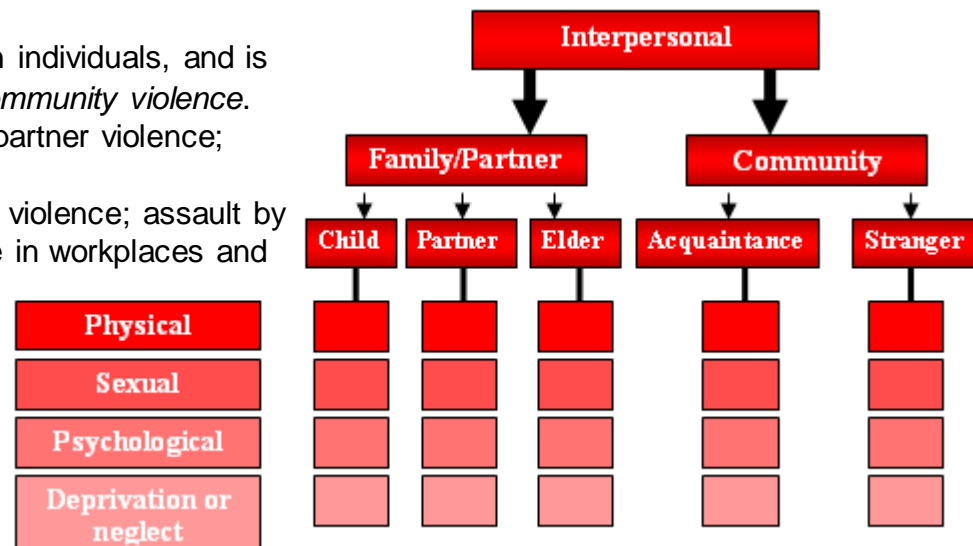 n individuals, and is
ommunity violence.
partner violence;
violence; assault by
e in workplaces and
Interpersonal
Family/Partner
Community
Child
Partner
Elder
Acquaintance
Stranger
Physical
Sexual
Psychological
Deprivation or
neglect